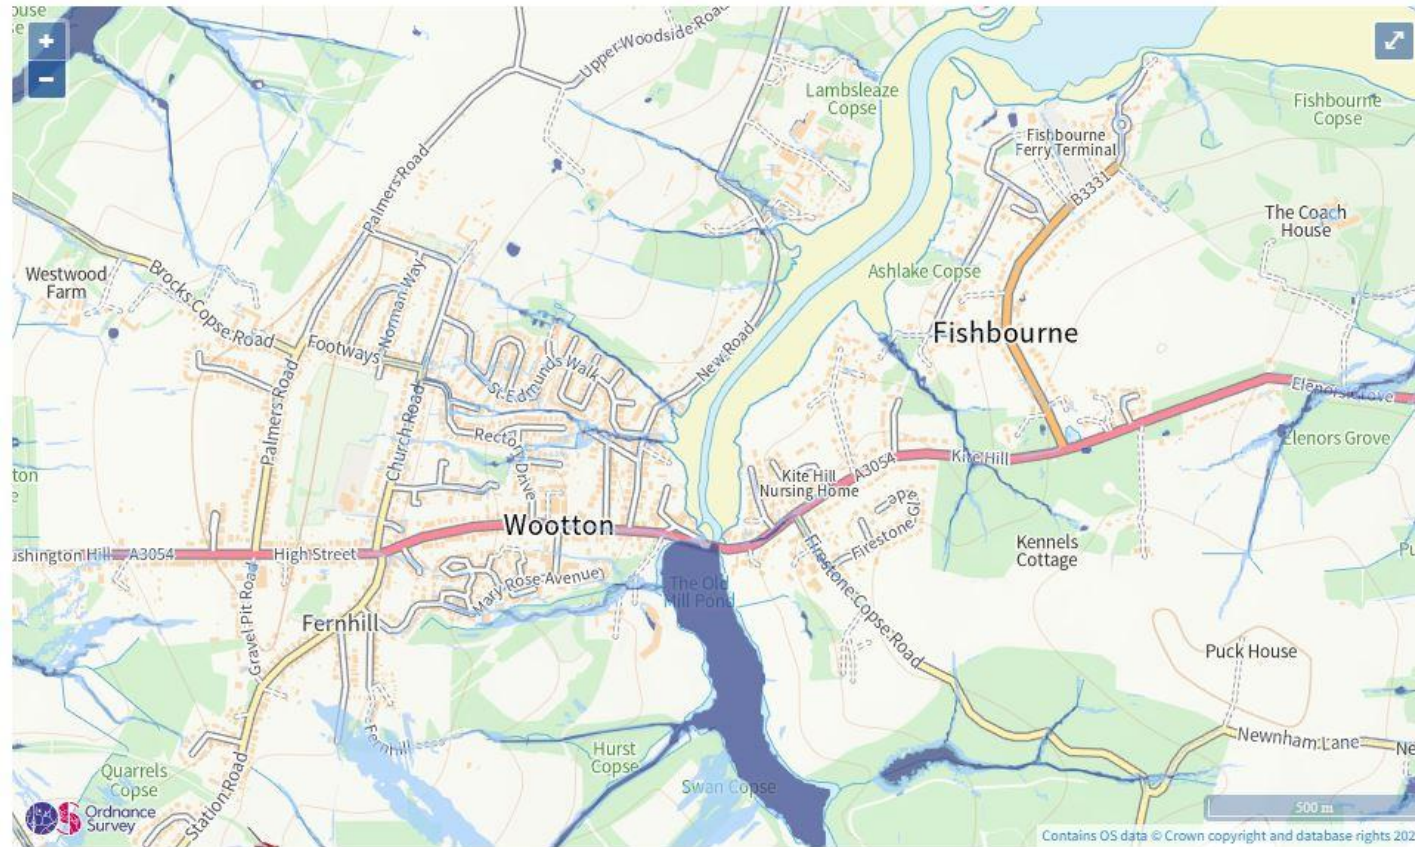 +
Upper Woodside Road
−
Lambsleaze
Copse
Fishbourne
Copse
Fishbourne
Ferry Terminal
Palmers Road
B3331
The Coach
House
Westwood
Farm
Ashlake Copse
Brocks Copse Road
Norman Way
Fishbourne
Footways
New Road
St Edmunds Walk
Palmers Road
Church Road
Elenors Grove
Rectory Drive
Elenors Grove
Kite Hill
A3054
Kite Hill
Nursing Home
Wootton
A3054
High Street
Firestone Glade
Kennels
Cottage
The Old
Mill Pond
Mary Rose Avenue
Firestone Copse Road
Gravel Pit Road
Fernhill
Puck House
Fernhill
Newnham Lane
Hurst
Copse
Quarrels
Copse
Swan Copse
Station Road
Ordnance
Survey
500 m
Contains OS data © Crown copyright and database rights 202